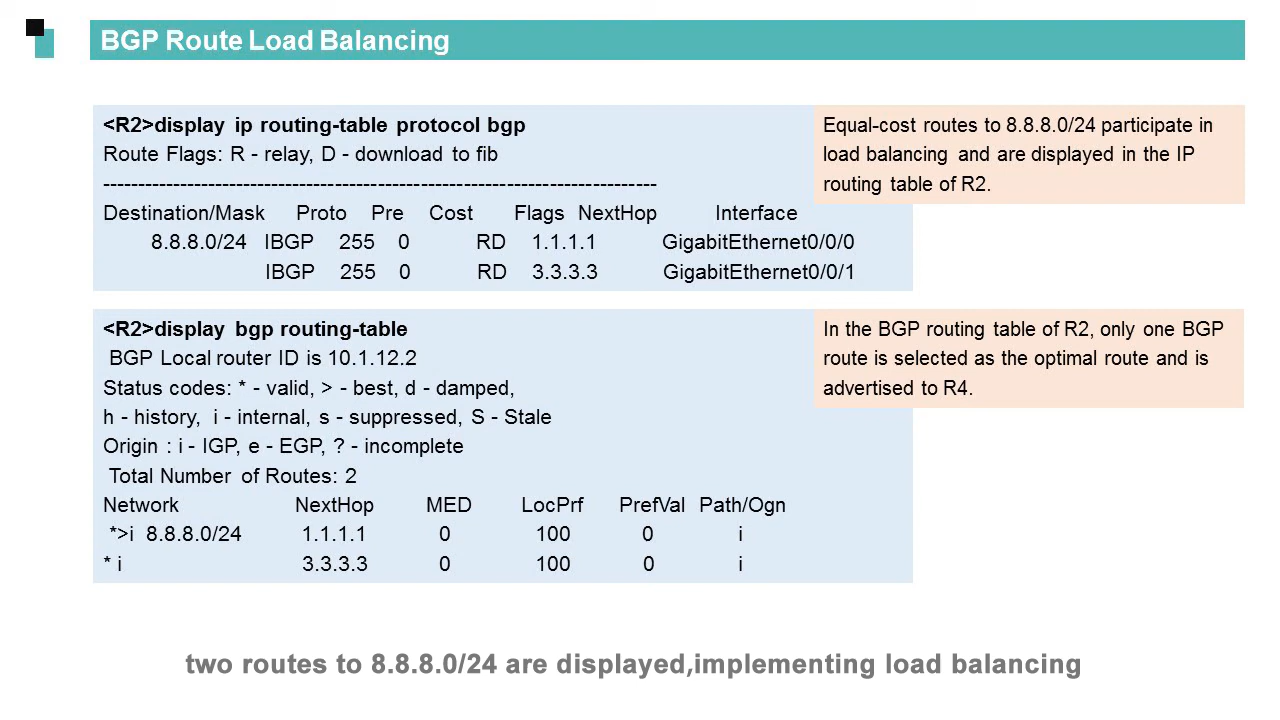 BGP Route Load Balancing
<R2>display ip routing-table protocol bgp
Route Flags: R - relay, D - download to fib
-------------------------------------------------------------------------------
Destination/Mask Proto Pre Cost Flags NextHop Interface
8.8.8.0/24 IBGP 255 0 RD 1.1.1.1 GigabitEthernet0/0/0
IBGP 255 0 RD 3.3.3.3 GigabitEthernet0/0/1
Equal-cost routes to 8.8.8.0/24 participate in
load balancing and are displayed in the IP
routing table of R2.
<R2>display bgp routing-table
BGP Local router ID is 10.1.12.2
Status codes: * - valid, > - best, d - damped,
h - history, i - internal, s - suppressed, S - Stale
Origin : i - IGP, e - EGP, ? - incomplete
Total Number of Routes: 2
Network NextHop MED LocPrf PrefVal Path/Ogn
*>i 8.8.8.0/24 1.1.1.1 0 100 0 i
* i 3.3.3.3 0 100 0 i
In the BGP routing table of R2, only one BGP
route is selected as the optimal route and is
advertised to R4.
two routes to 8.8.8.0/24 are displayed,implementing load balancing